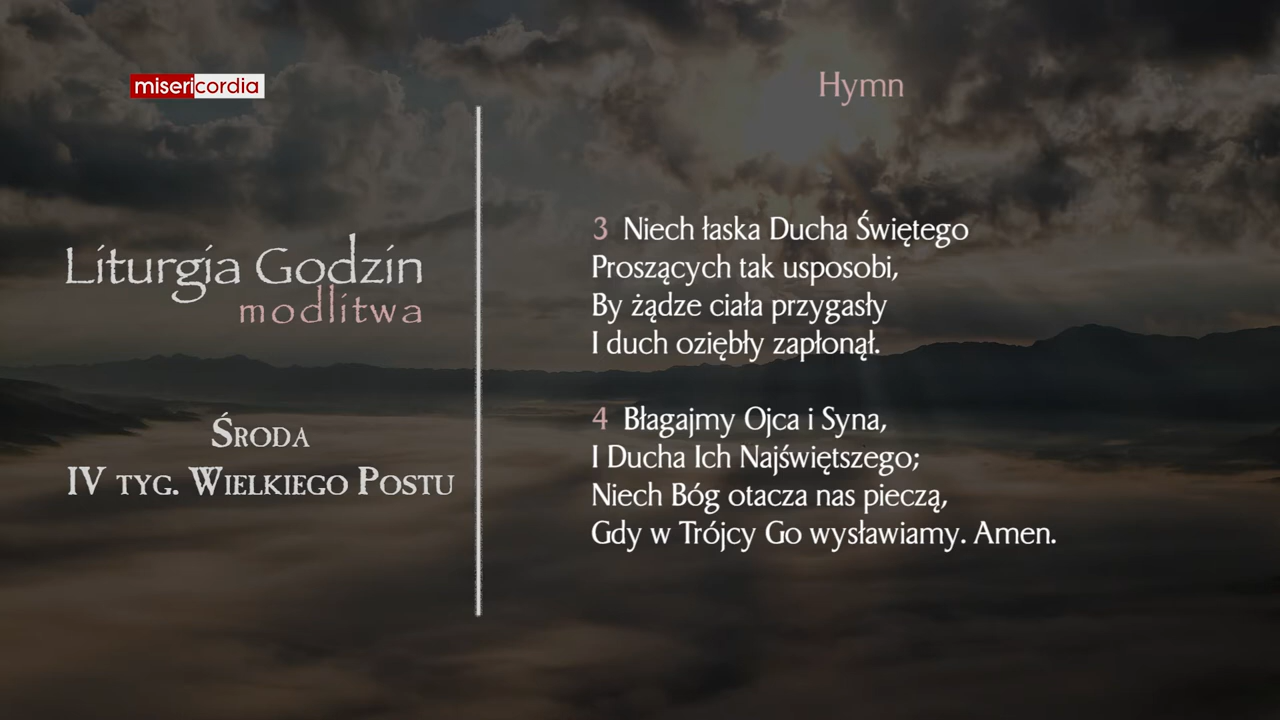 misericordia
Liturgia Godzin
modlitwa
Środa
IV tyg. Wielkiego Postu
Hymn
3 Niech łaska Ducha Świętego
Proszących tak usposobi,
By żądze ciała przygasły
I duch oziębły zapłonął.
4 Błagajmy Ojca i Syna,
I Ducha Ich Najświętszego;
Niech Bóg otacza nas pieczą,
Gdy w Trójcy Go wysławiamy. Amen.